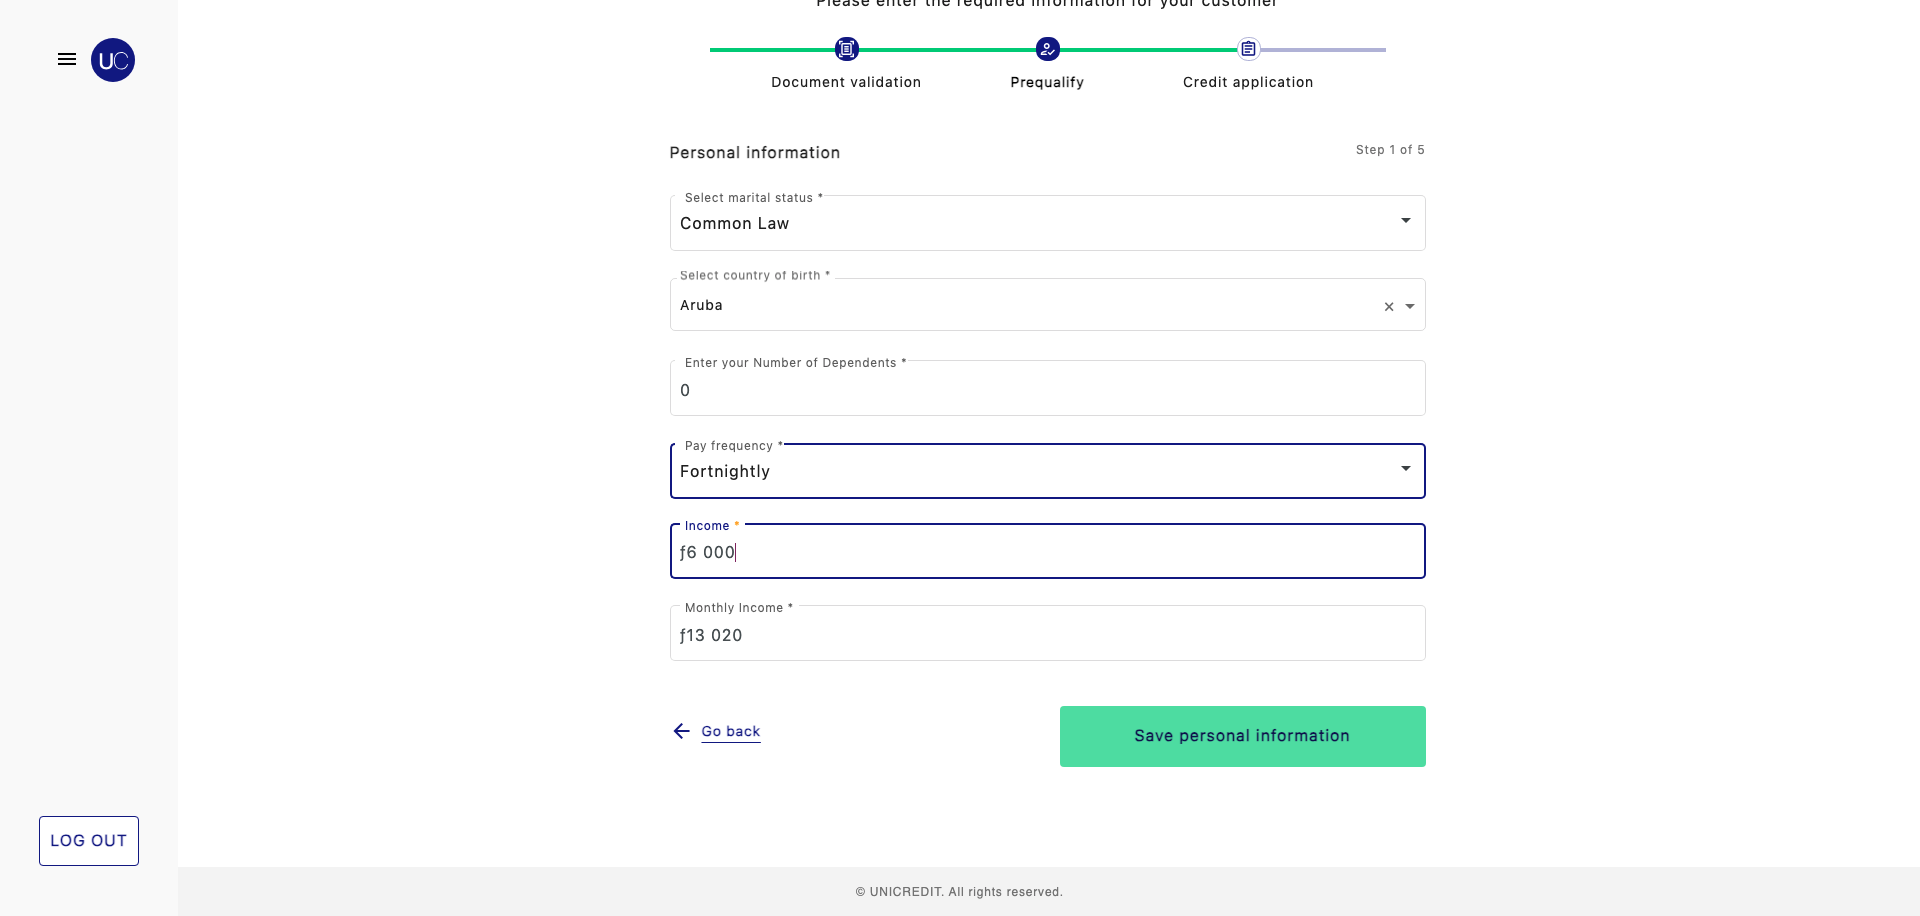 Please enter the required information for your customer
UC
Document validation
Prequalify
Credit application
Personal information
Step 1 of 5
Select marital status *
Common Law
Select country of birth *
Aruba
Enter your Number of Dependents *
0
Pay frequency *
Fortnightly
Income *
ƒ6 000
Monthly Income *
ƒ13 020
Go back
Save personal information
LOG OUT
© UNICREDIT. All rights reserved.